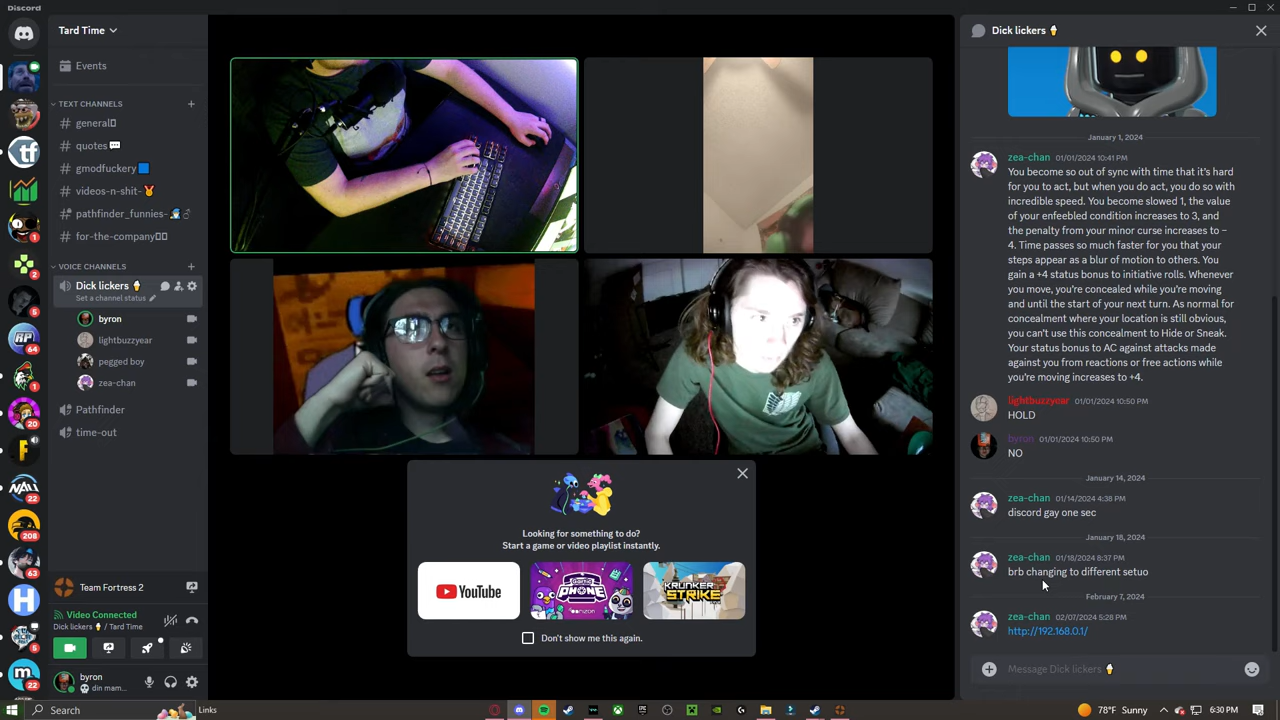 Discord
Tard Time
Events
TEXT CHANNELS
# general
# quotes💬
# gmodfuckery🟦
# videos-n-shit-🏅
# pathfinder_funnies-
# for-the-company
VOICE CHANNELS
Dick lickers🍦
Set a channel status
byron
lightbuzzyear
pegged boy
zea-chan
Pathfinder
time-out
1
2
6
64
1
20
22
208
63
22
Team Fortress 2
Video Connected
Dick lickers🍦 / Tard Time
byron
💀 din mam...
Looking for something to do?
Start a game or video playlist instantly.
YouTube
PHONE
KRUNKER
STRIKE
Don't show me this again.
Dick lickers🍦
January 1, 2024
zea-chan 01/01/2024 10:41 PM
You become so out of sync with time that it's hard
for you to act, but when you do act, you do so with
incredible speed. You become slowed 1, the value
of your enfeebled condition increases to 3, and
the penalty from your minor curse increases to –
4. Time passes so much faster for you that your
steps appear as a blur of motion to others. You
gain a +4 status bonus to initiative rolls. Whenever
you move, you're concealed while you're moving
and until the start of your next turn. As normal for
concealment where your location is still obvious,
you can't use this concealment to Hide or Sneak.
Your status bonus to AC against attacks made
against you from reactions or free actions while
you're moving increases to +4.
lightbuzzyear 01/01/2024 10:50 PM
HOLD
byron 01/01/2024 10:50 PM
NO
January 14, 2024
zea-chan 01/14/2024 4:38 PM
discord gay one sec
January 18, 2024
zea-chan 01/18/2024 8:37 PM
brb changing to different setuo
February 7, 2024
zea-chan 02/07/2024 5:28 PM
http://192.168.0.1/
Message Dick lickers🍦
Search
Links
78°F Sunny
6:30 PM